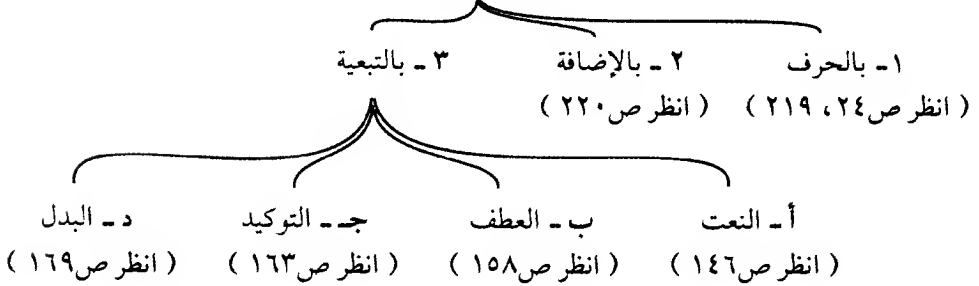 ١ـ بالحرف ٢ ـ بالإضافة ٣ ـ بالتبعية
( انظر ص٢٤، ٢١٩ ) ( انظر ص٢٢٠ )
أ ـ النعت ب ـ العطف جـ ـ التوكيد د ـ البدل
( انظر ص١٤٦ ) ( انظر ص١٥٨ ) ( انظر ص١٦٣ ) ( انظر ص١٦٩ )